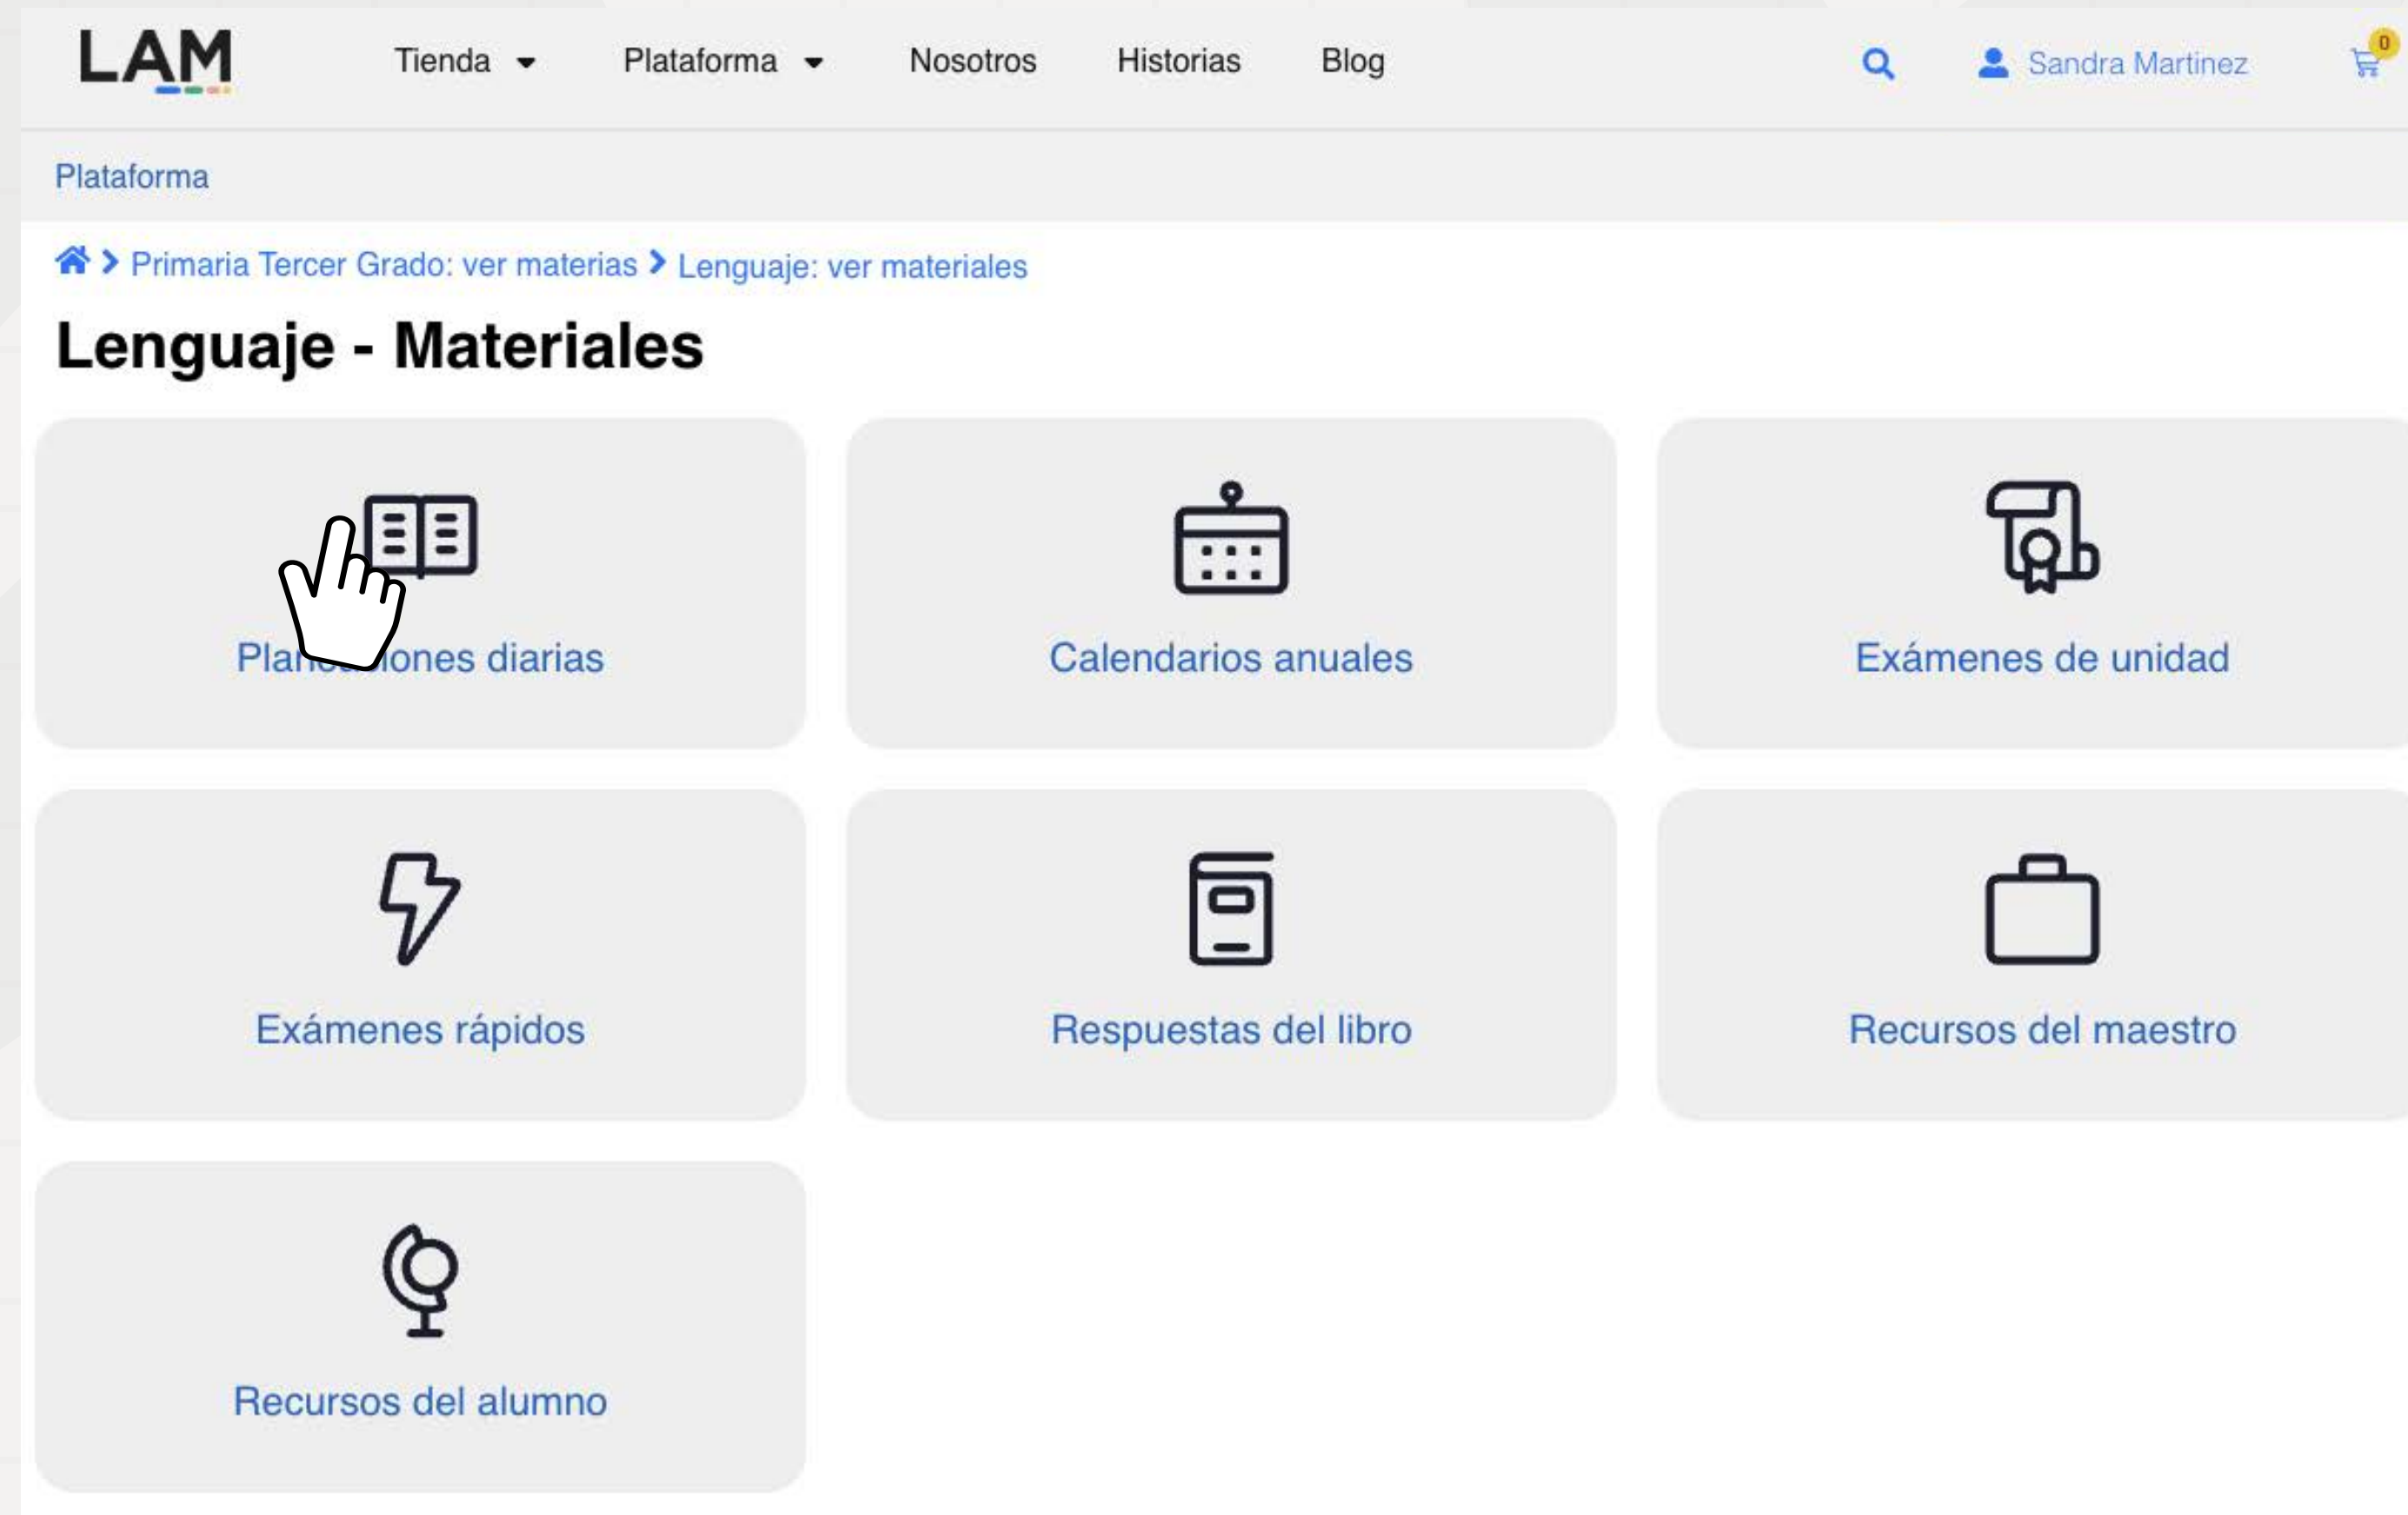 LAM
Tienda
Plataforma
Nosotros
Historias
Blog
Sandra Martinez
0
Plataforma
Primaria Tercer Grado: ver materias
Lenguaje: ver materiales
Lenguaje - Materiales
diarias
Calendarios anuales
Exámenes de unidad
Exámenes rápidos
Respuestas del libro
Recursos del maestro
Recursos del alumno